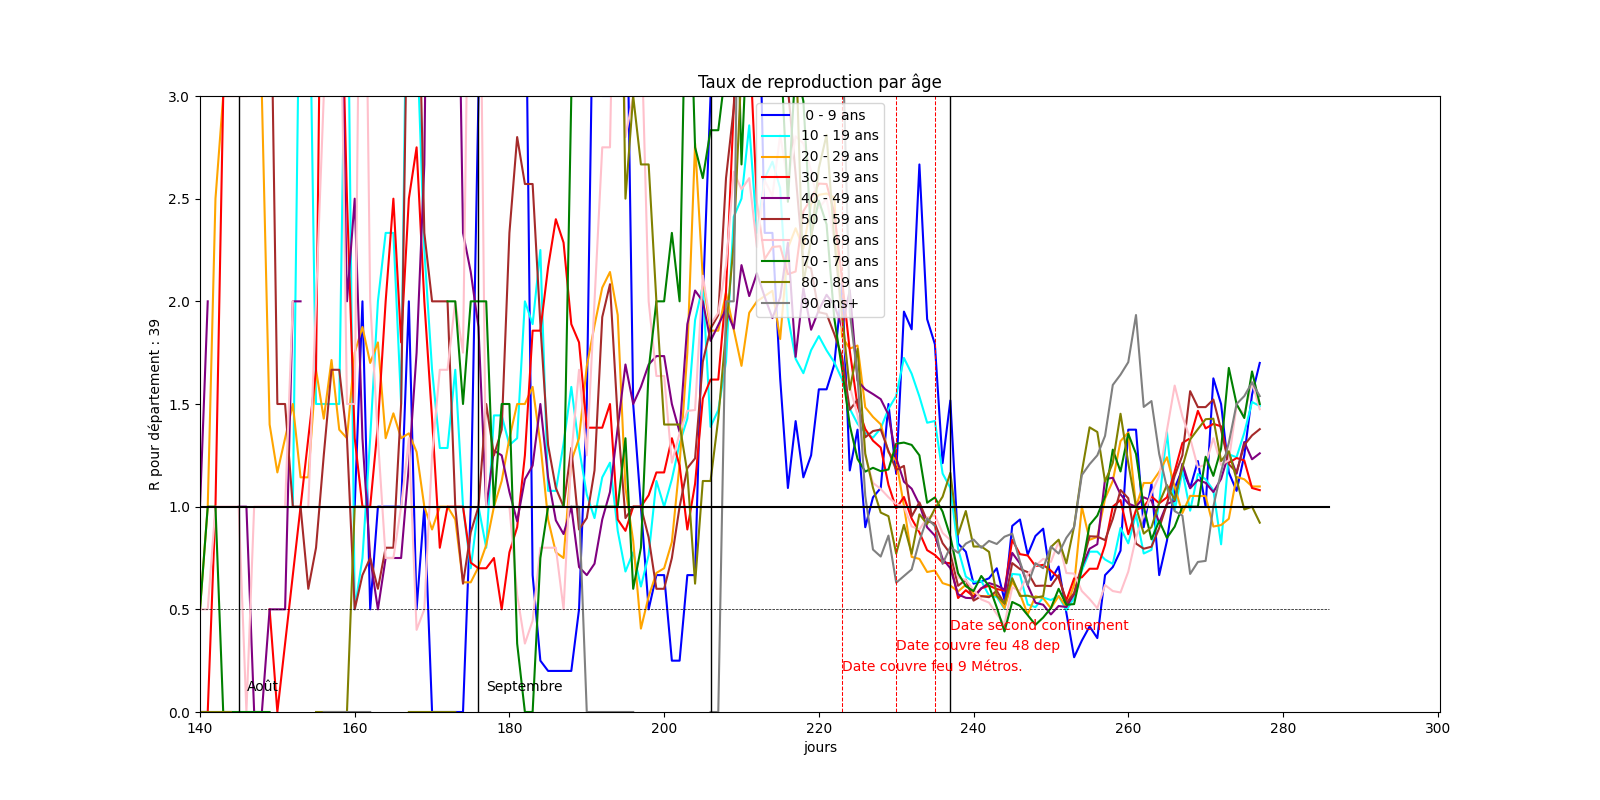 Taux de reproduction par âge
R pour département : 39
3.0
2.5
2.0
1.5
1.0
0.5
0.0
0 - 9 ans
10 - 19 ans
20 - 29 ans
30 - 39 ans
40 - 49 ans
50 - 59 ans
60 - 69 ans
70 - 79 ans
80 - 89 ans
90 ans+
Date second confinement
Date couvre feu 48 dep
Date couvre feu 9 Métros.
Août
Septembre
140 160 180 200 220 240 260 280 300
jours